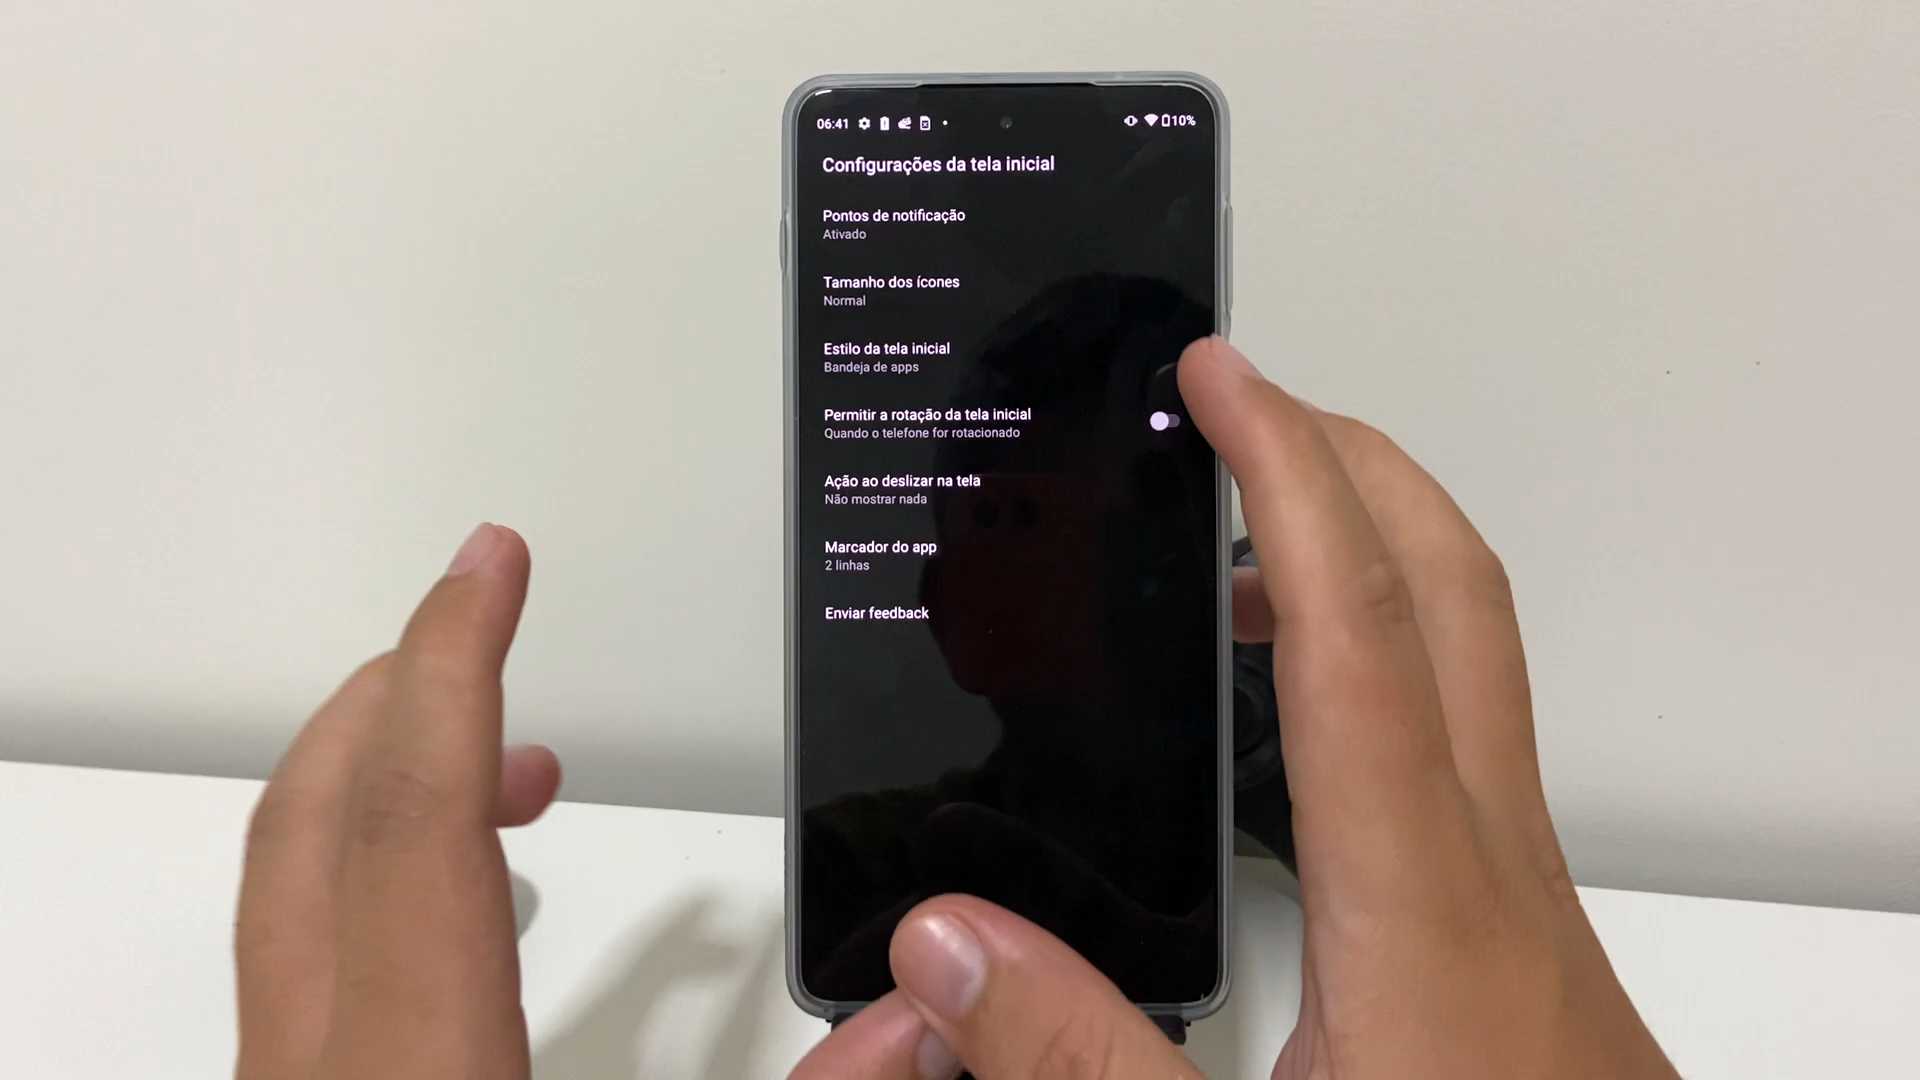 06:41
10%
Configurações da tela inicial
Pontos de notificação
Ativado
Tamanho dos ícones
Normal
Estilo da tela inicial
Bandeja de apps
Permitir a rotação da tela inicial
Quando o telefone for rotacionado
Ação ao deslizar na tela
Não mostrar nada
Marcador do app
2 linhas
Enviar feedback